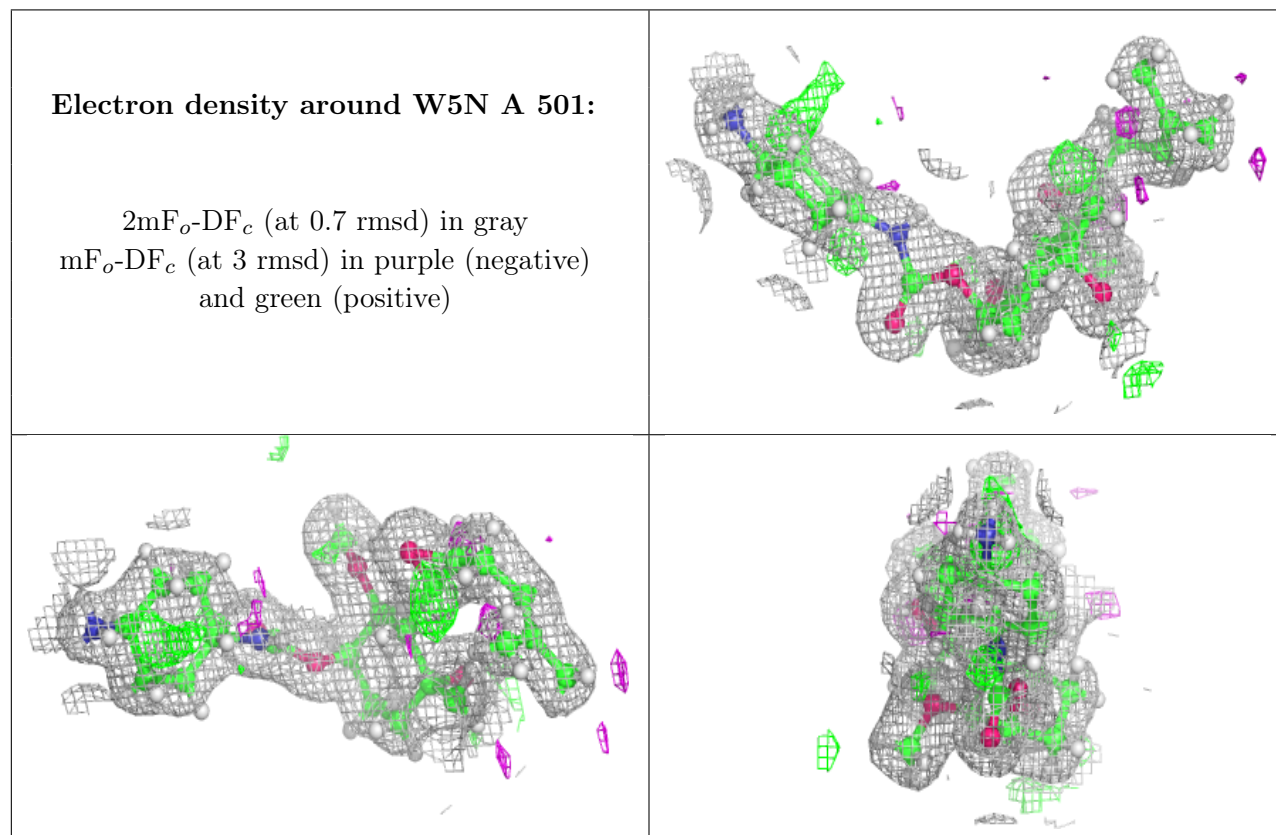 Electron density around W5N A 501:
2mFo-DFc (at 0.7 rmsd) in gray
mFo-DFc (at 3 rmsd) in purple (negative)
and green (positive)